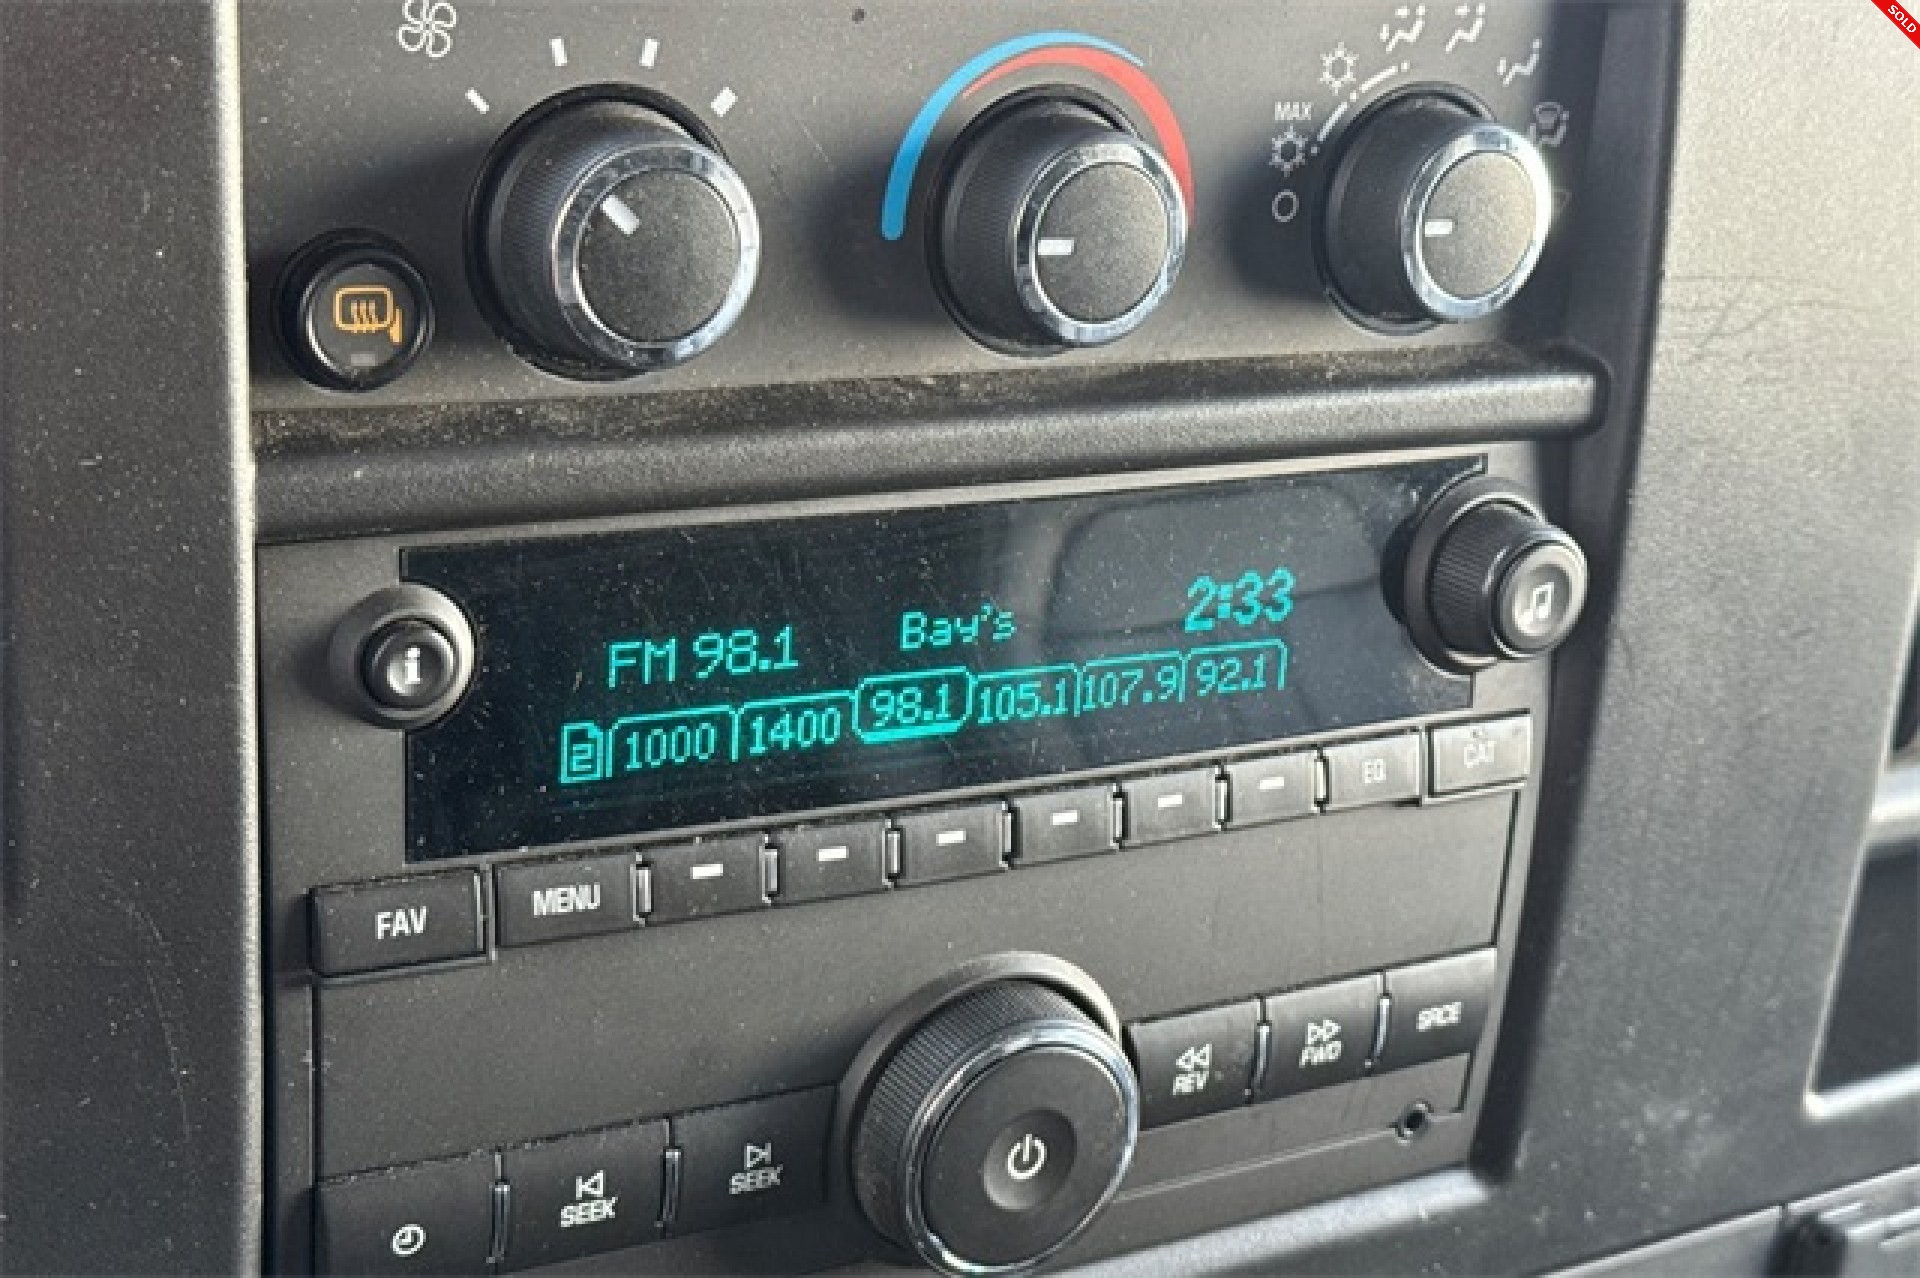 SOLD
MAX
FM 98.1 Bay's 2:33
2 1000 1400 98.1 105.1 107.9 92.1
i
FAV MENU EQ CAT
REV FWD SRCE
SEEK SEEK